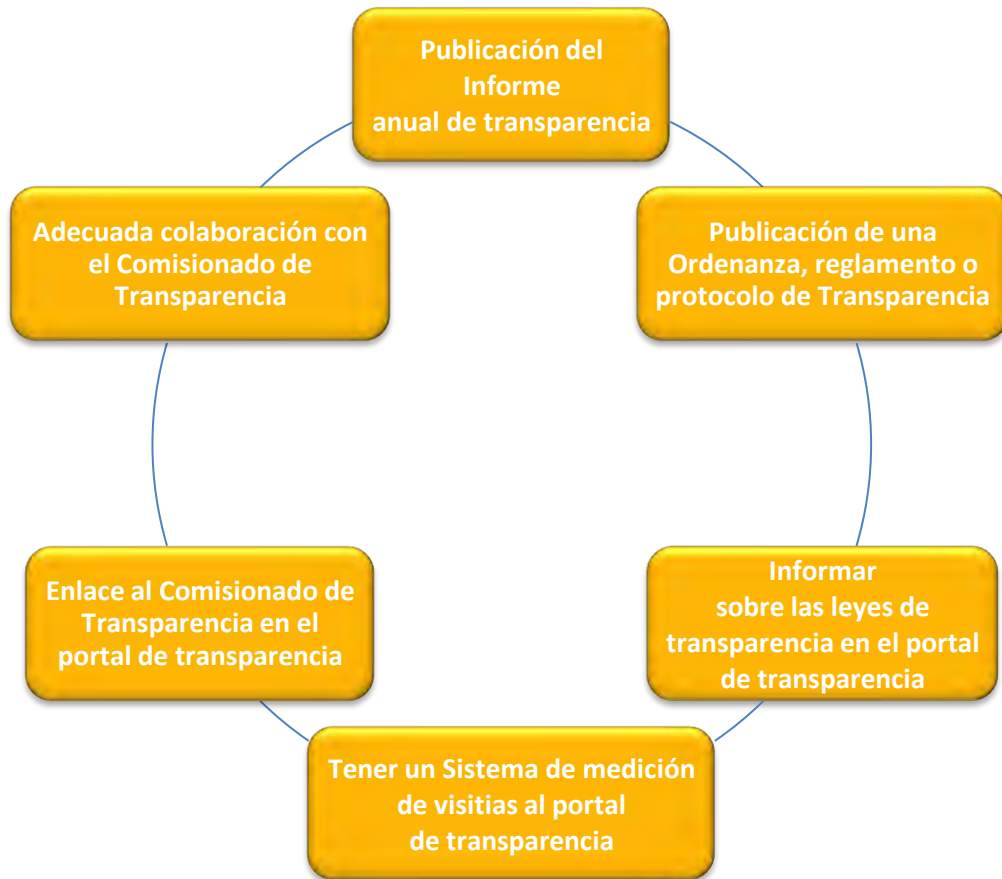 Publicación del
Informe
anual de transparencia
Adecuada colaboración con
el Comisionado de
Transparencia
Publicación de una
Ordenanza, reglamento o
protocolo de Transparencia
Enlace al Comisionado de
Transparencia en el
portal de transparencia
Informar
sobre las leyes de
transparencia en el portal
de transparencia
Tener un Sistema de medición
de visitias al portal
de transparencia